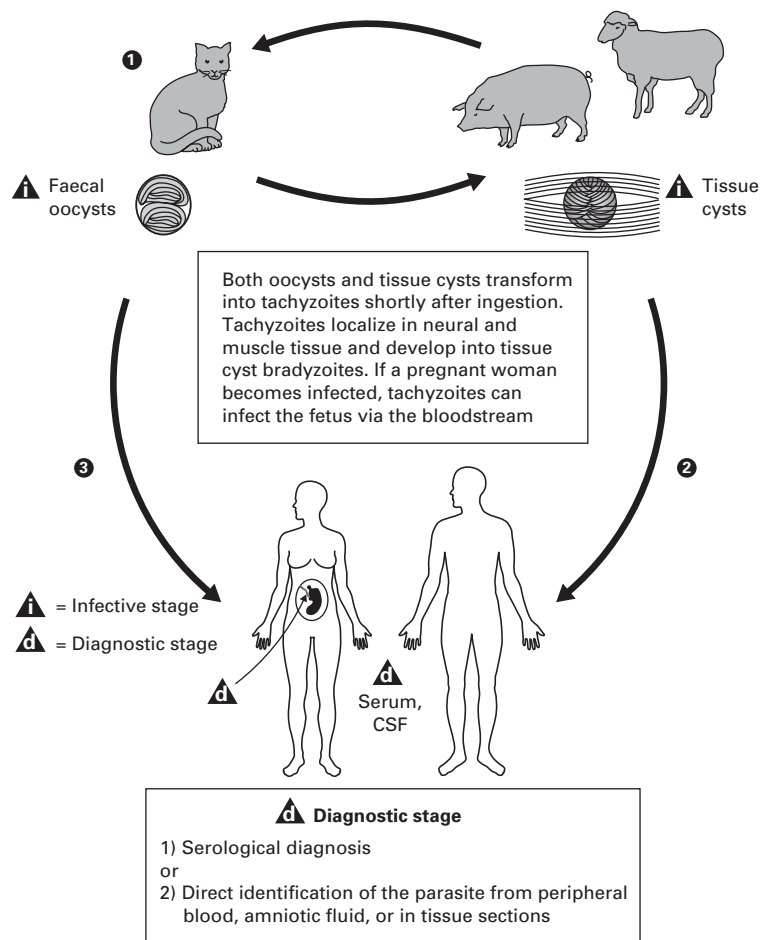 1
i Faecal
oocysts
i Tissue
cysts
Both oocysts and tissue cysts transform
into tachyzoites shortly after ingestion.
Tachyzoites localize in neural and
muscle tissue and develop into tissue
cyst bradyzoites. If a pregnant woman
becomes infected, tachyzoites can
infect the fetus via the bloodstream
3
2
i = Infective stage
d = Diagnostic stage
d
d
Serum,
CSF
d Diagnostic stage
1) Serological diagnosis
or
2) Direct identification of the parasite from peripheral
blood, amniotic fluid, or in tissue sections